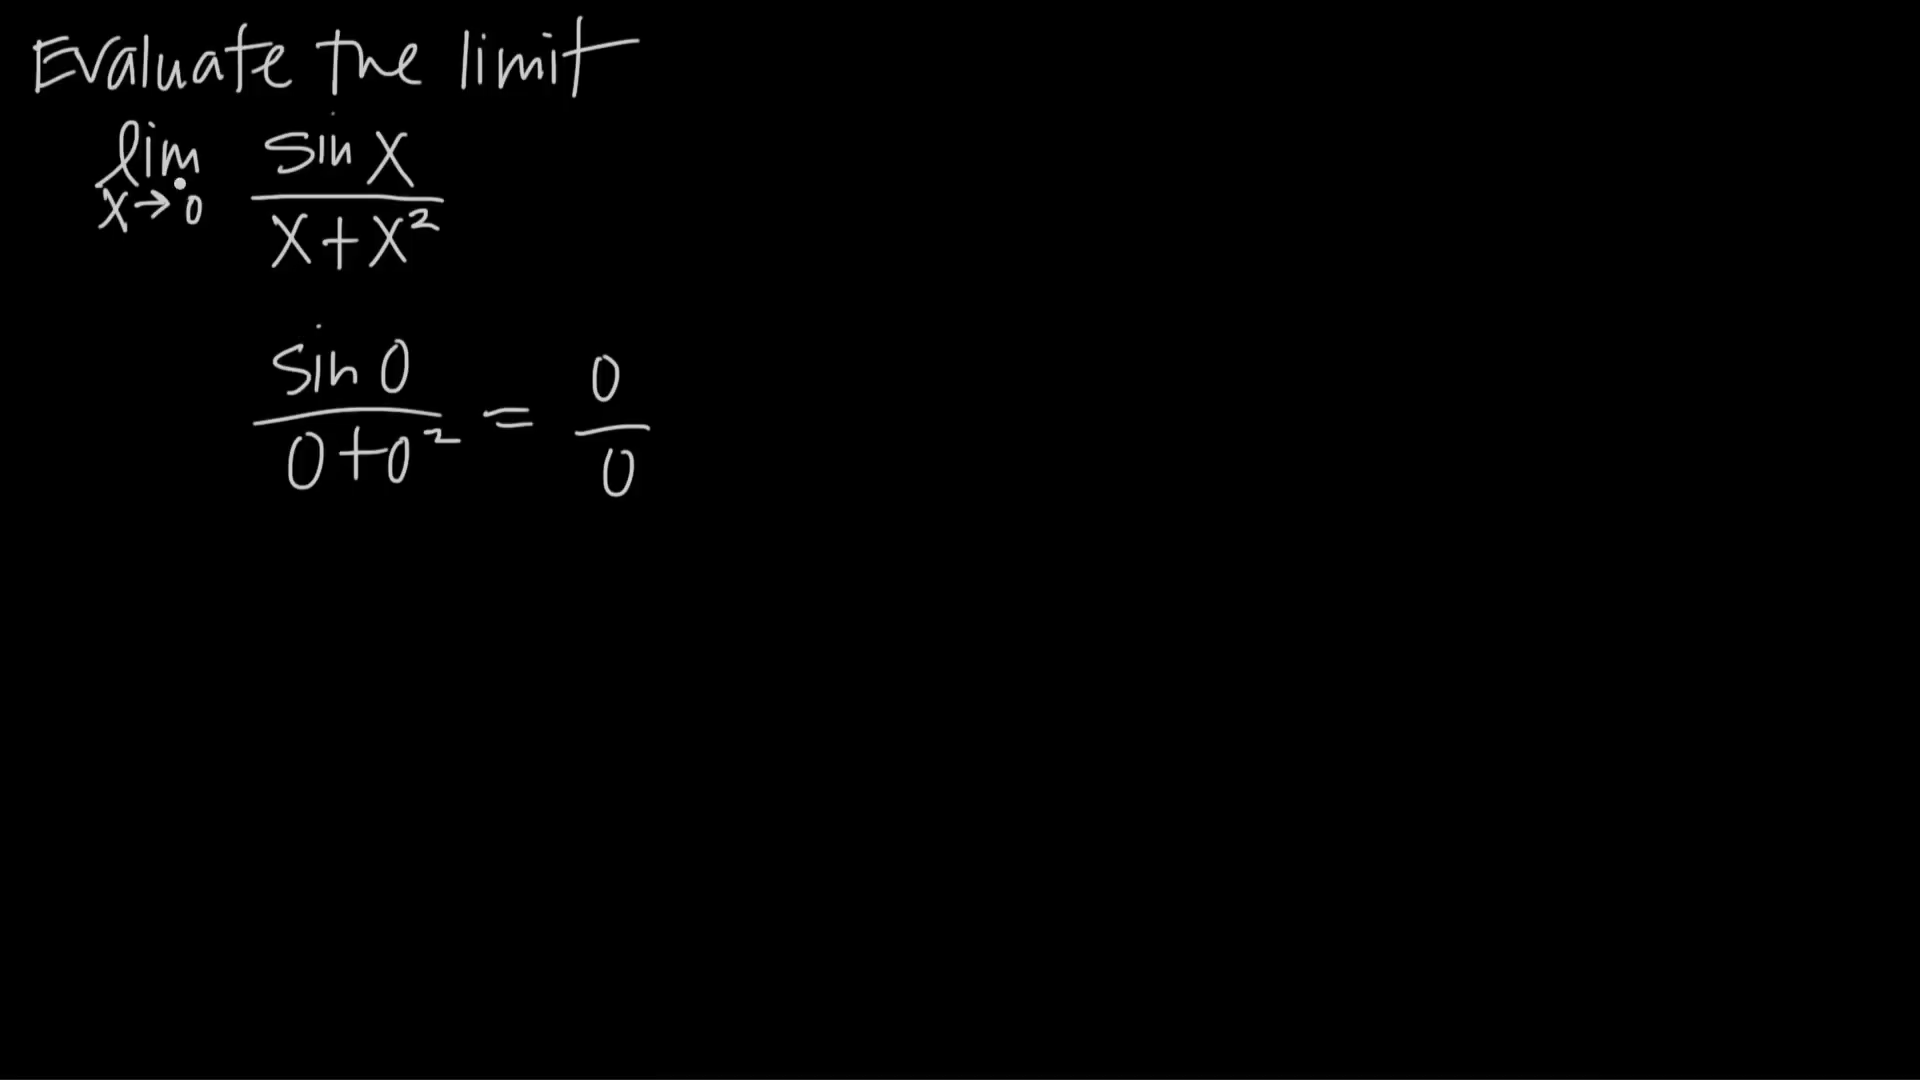 Evaluate the limit
lim x→0 sin x / x + x²
sin 0 / 0 + 0² = 0 / 0